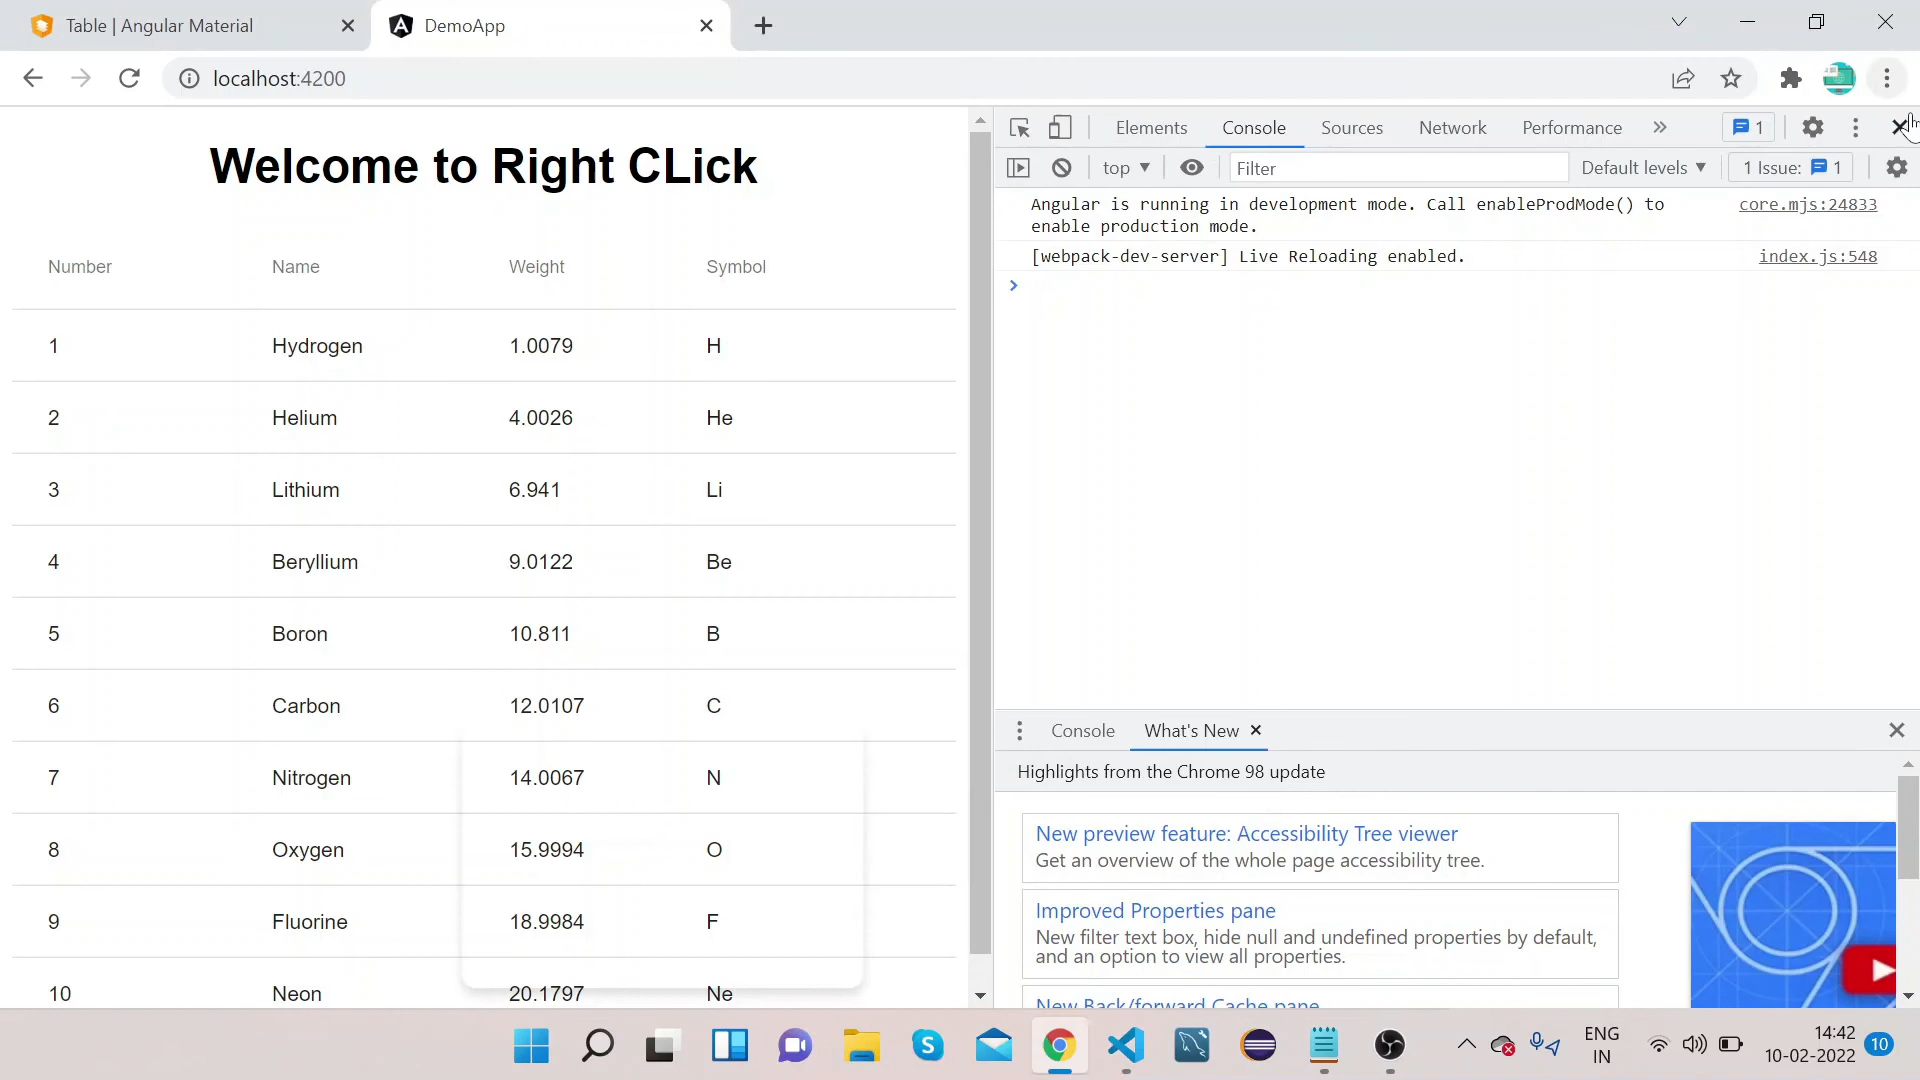 Table | Angular Material
DemoApp
localhost:4200
Welcome to Right CLick
Number Name Weight Symbol
1 Hydrogen 1.0079 H
2 Helium 4.0026 He
3 Lithium 6.941 Li
4 Beryllium 9.0122 Be
5 Boron 10.811 B
6 Carbon 12.0107 C
7 Nitrogen 14.0067 N
8 Oxygen 15.9994 O
9 Fluorine 18.9984 F
10 Neon 20.1797 Ne
Elements Console Sources Network Performance 1
top Filter Default levels 1 Issue: 1
Angular is running in development mode. Call enableProdMode() to core.mjs:24833
enable production mode.
[webpack-dev-server] Live Reloading enabled. index.js:548
Console What's New
Highlights from the Chrome 98 update
New preview feature: Accessibility Tree viewer
Get an overview of the whole page accessibility tree.
Improved Properties pane
New filter text box, hide null and undefined properties by default,
and an option to view all properties.
New Back/forward Cache pane
ENG
IN
14:42
10-02-2022
10